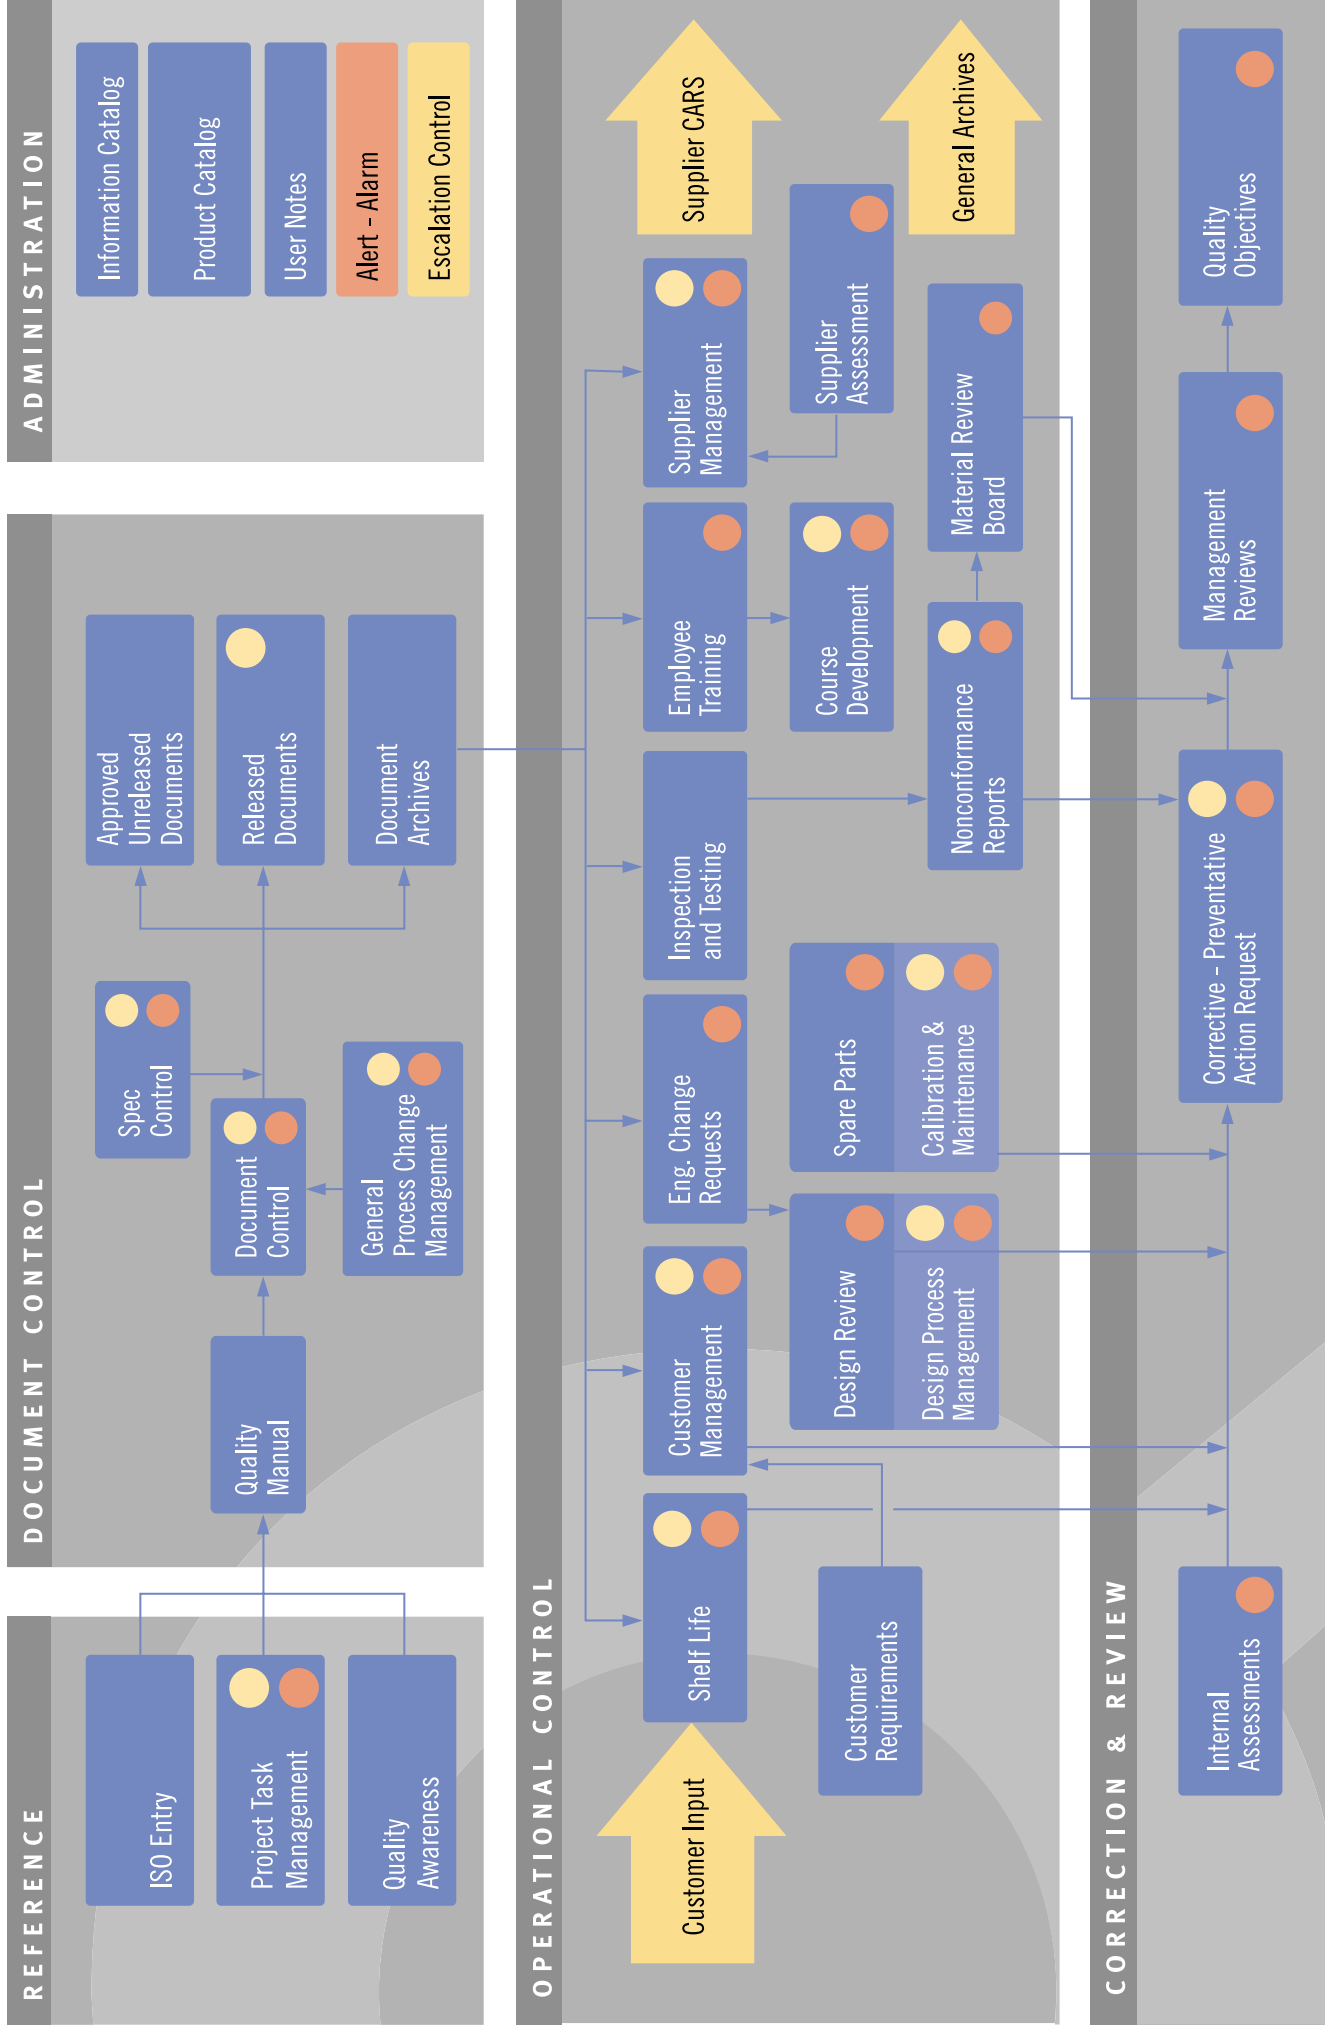 REFERENCE
ISO Entry
Project Task
Management
Quality
Awareness
DOCUMENT CONTROL
Quality
Manual
Spec
Control
Document
Control
General
Process Change
Management
Approved
Unreleased
Documents
Released
Documents
Document
Archives
ADMINISTRATION
Information Catalog
Product Catalog
User Notes
Alert - Alarm
Escalation Control
OPERATIONAL CONTROL
Customer Input
Shelf Life
Customer
Management
Eng. Change
Requests
Inspection
and Testing
Employee
Training
Supplier
Management
Supplier CARS
Customer
Requirements
Design Review
Design Process
Management
Spare Parts
Calibration &
Maintenance
Course
Development
Supplier
Assessment
Nonconformance
Reports
Material Review
Board
General Archives
CORRECTION & REVIEW
Internal
Assessments
Corrective - Preventative
Action Request
Management
Reviews
Quality
Objectives